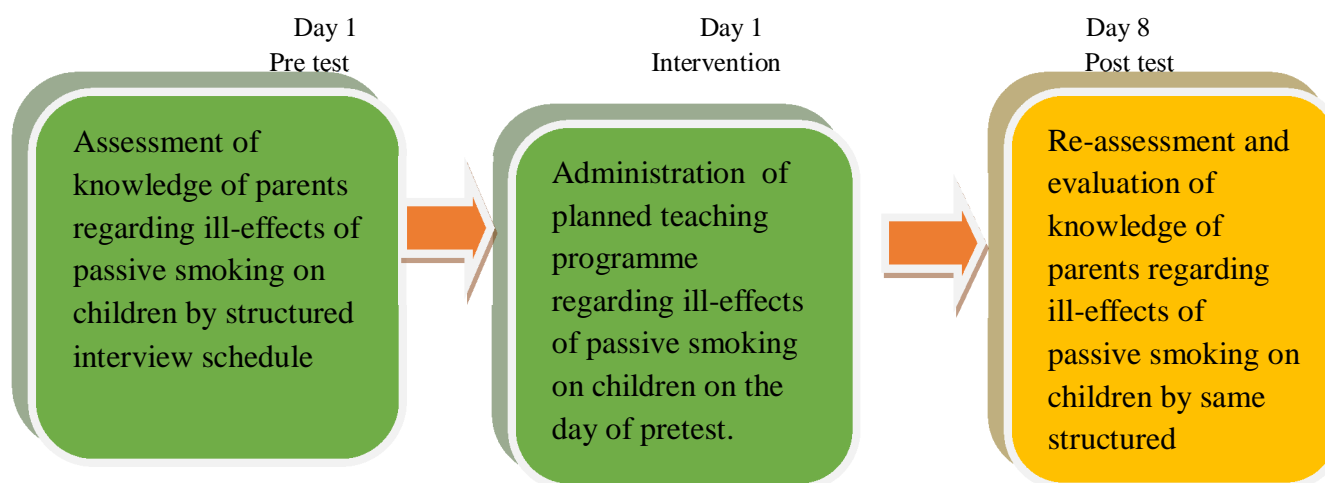 Day 1
Pre test
Day 1
Intervention
Day 8
Post test
Assessment of
knowledge of parents
regarding ill-effects of
passive smoking on
children by structured
interview schedule
Administration of
planned teaching
programme
regarding ill-effects
of passive smoking
on children on the
day of pretest.
Re-assessment and
evaluation of
knowledge of
parents regarding
ill-effects of
passive smoking on
children by same
structured